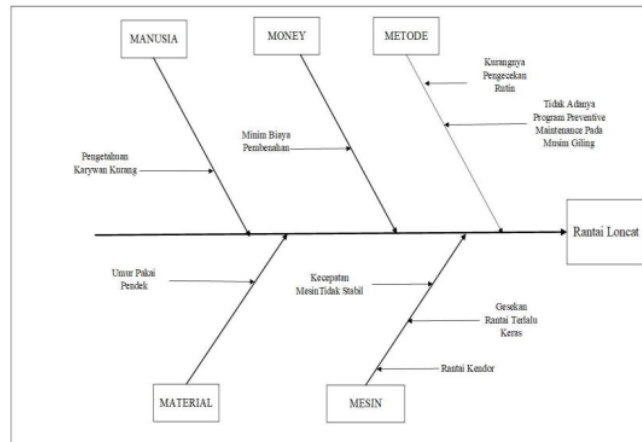 MANUSIA
MONEY
METODE
Kurangnya
Pengecekan
Rutin
Tidak Adanya
Program Preventive
Maintenance Pada
Musim Giling
Minim Biaya
Pembenahan
Pengetahuan
Karywan Kurang
Rantai Loncat
Umur Pakai
Pendek
Kecepatan
MesinTidak Stabil
Gesekan
Rantai Terlalu
Keras
Rantai Kendor
MATERIAL
MESIN